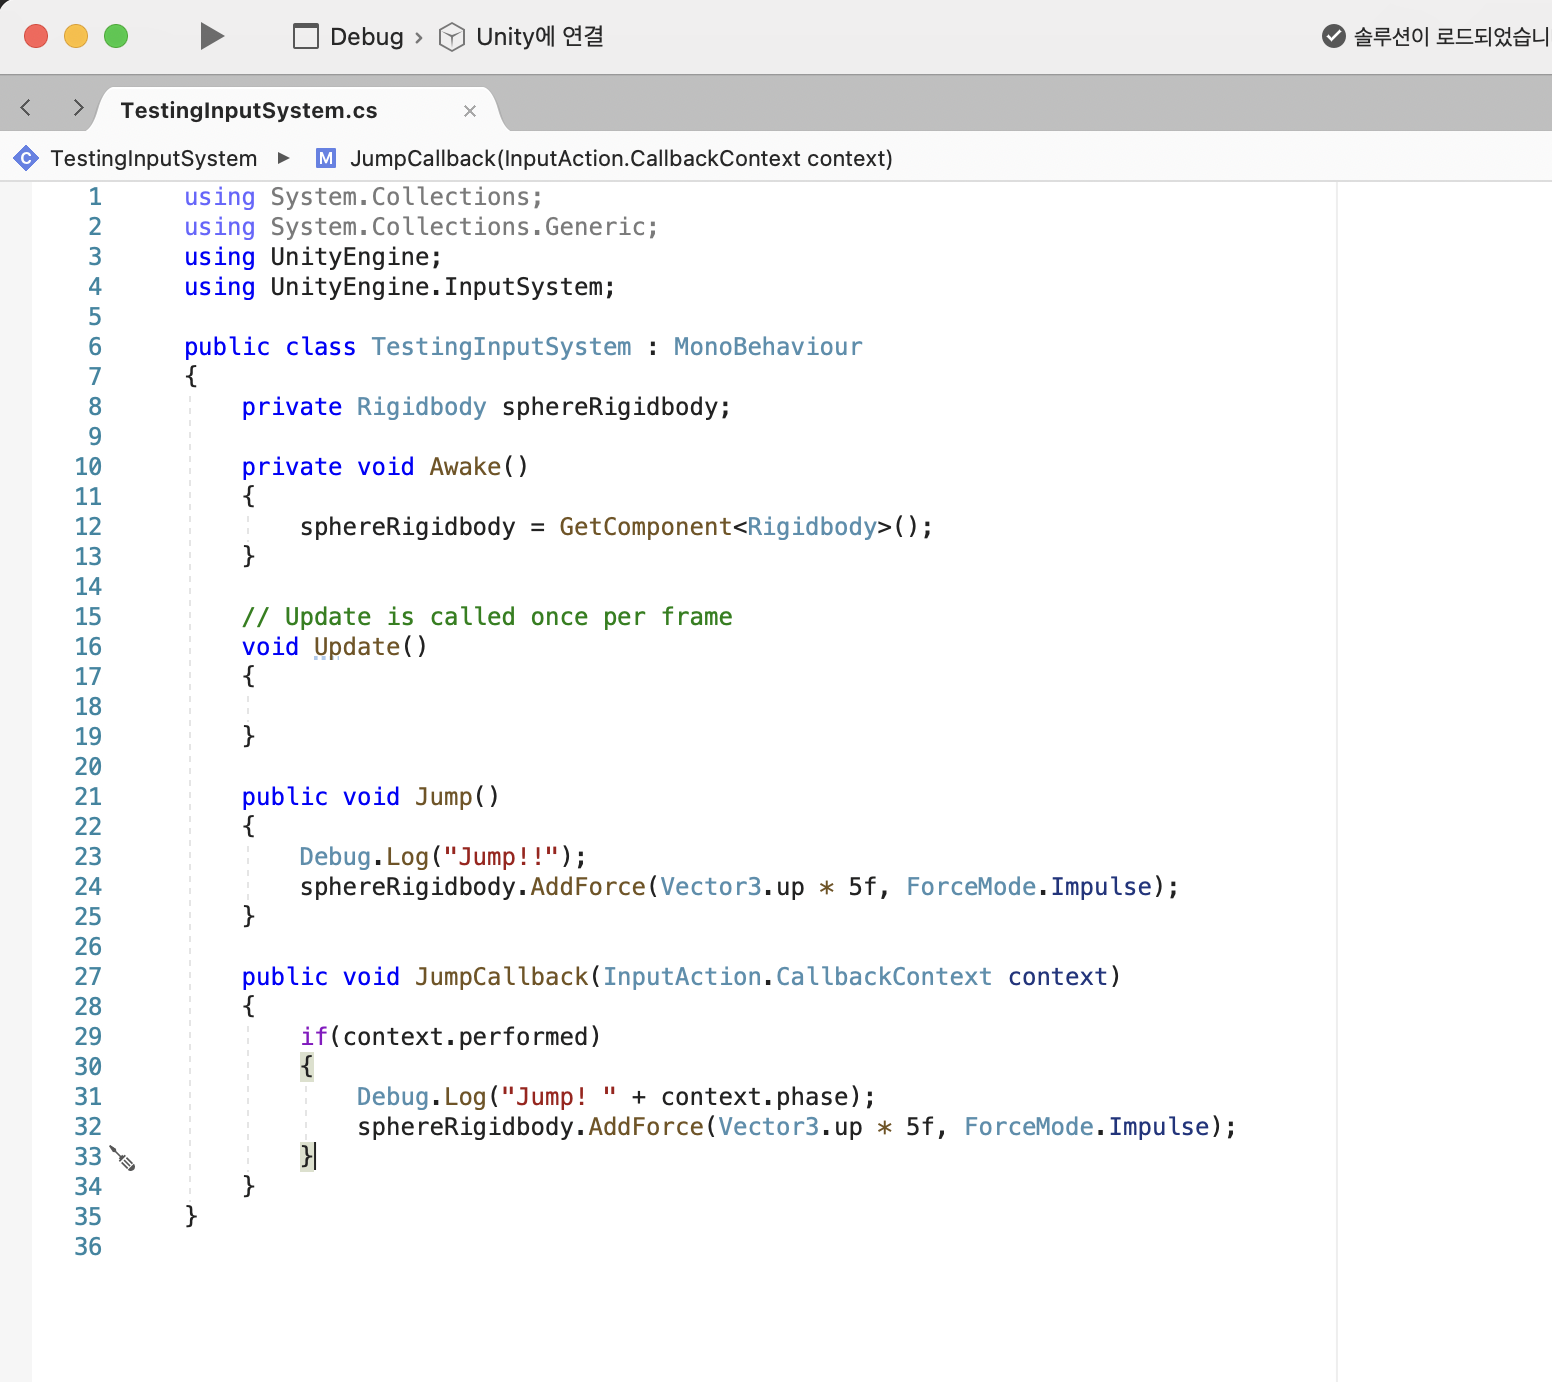 Debug › Unity에 연결
솔루션이 로드되었습니
TestingInputSystem.cs
TestingInputSystem ▶ M JumpCallback(InputAction.CallbackContext context)
1 using System.Collections;
2 using System.Collections.Generic;
3 using UnityEngine;
4 using UnityEngine.InputSystem;
5
6 public class TestingInputSystem : MonoBehaviour
7 {
8     private Rigidbody sphereRigidbody;
9
10     private void Awake()
11     {
12         sphereRigidbody = GetComponent<Rigidbody>();
13     }
14
15     // Update is called once per frame
16     void Update()
17     {
18
19     }
20
21     public void Jump()
22     {
23         Debug.Log("Jump!!");
24         sphereRigidbody.AddForce(Vector3.up * 5f, ForceMode.Impulse);
25     }
26
27     public void JumpCallback(InputAction.CallbackContext context)
28     {
29         if(context.performed)
30         {
31             Debug.Log("Jump! " + context.phase);
32             sphereRigidbody.AddForce(Vector3.up * 5f, ForceMode.Impulse);
33         }
34     }
35 }
36